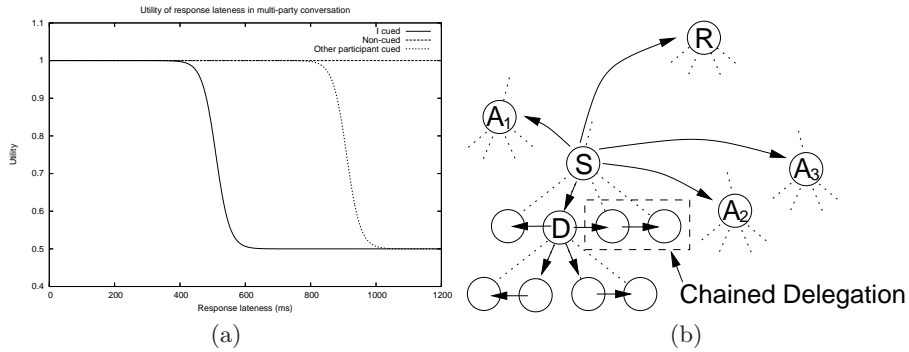 Utility of response lateness in multi-party conversation
I cued
Non-cued
Other participant cued
1.1
1
0.9
0.8
0.7
0.6
0.5
0.4
Utility
0 200 400 600 800 1000 1200
Response lateness (ms)
(a)
R
A1
S
A3
A2
D
Chained Delegation
(b)